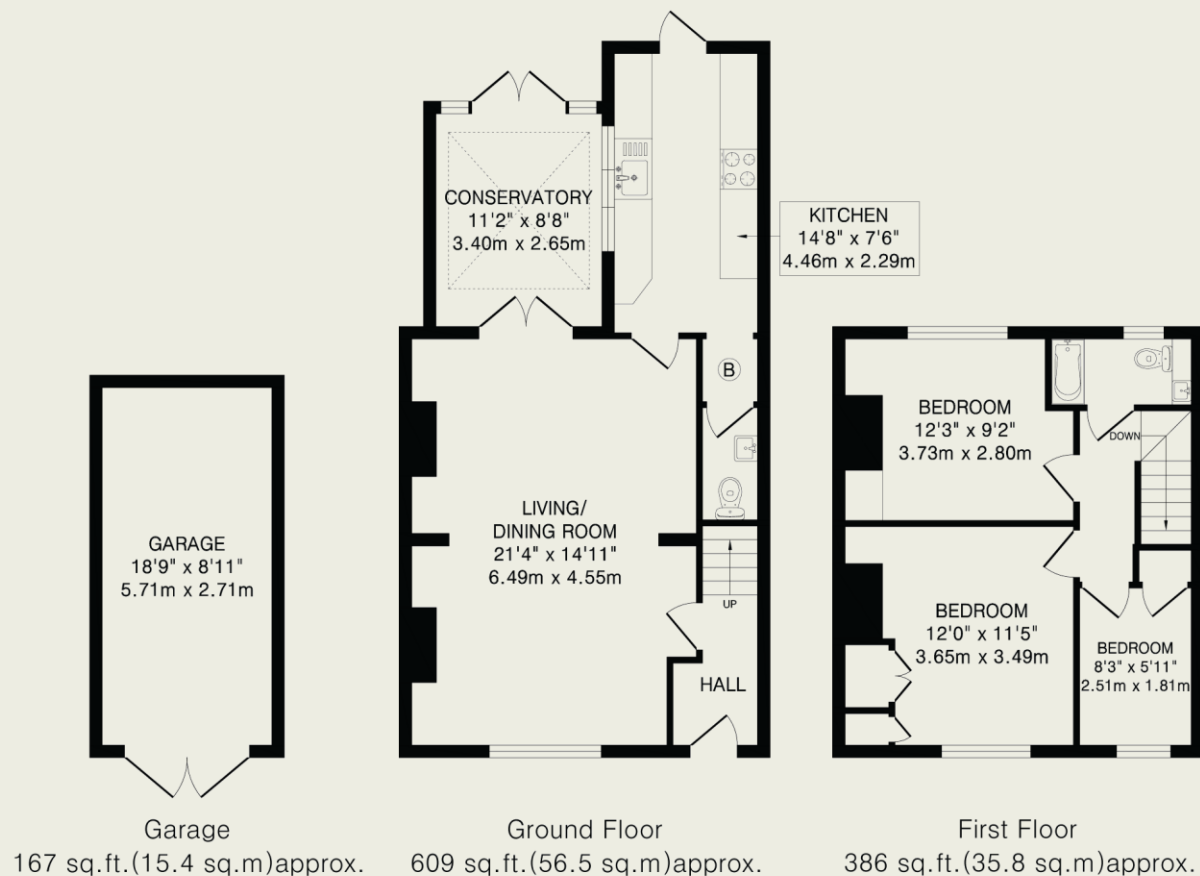 CONSERVATORY
11'2" x 8'8"
3.40m x 2.65m
KITCHEN
14'8" x 7'6"
4.46m x 2.29m
B
LIVING/
DINING ROOM
21'4" x 14'11"
6.49m x 4.55m
UP
HALL
GARAGE
18'9" x 8'11"
5.71m x 2.71m
BEDROOM
12'3" x 9'2"
3.73m x 2.80m
DOWN
BEDROOM
12'0" x 11'5"
3.65m x 3.49m
BEDROOM
8'3" x 5'11"
2.51m x 1.81m
Garage
167 sq.ft.(15.4 sq.m)approx.
Ground Floor
609 sq.ft.(56.5 sq.m)approx.
First Floor
386 sq.ft.(35.8 sq.m)approx.